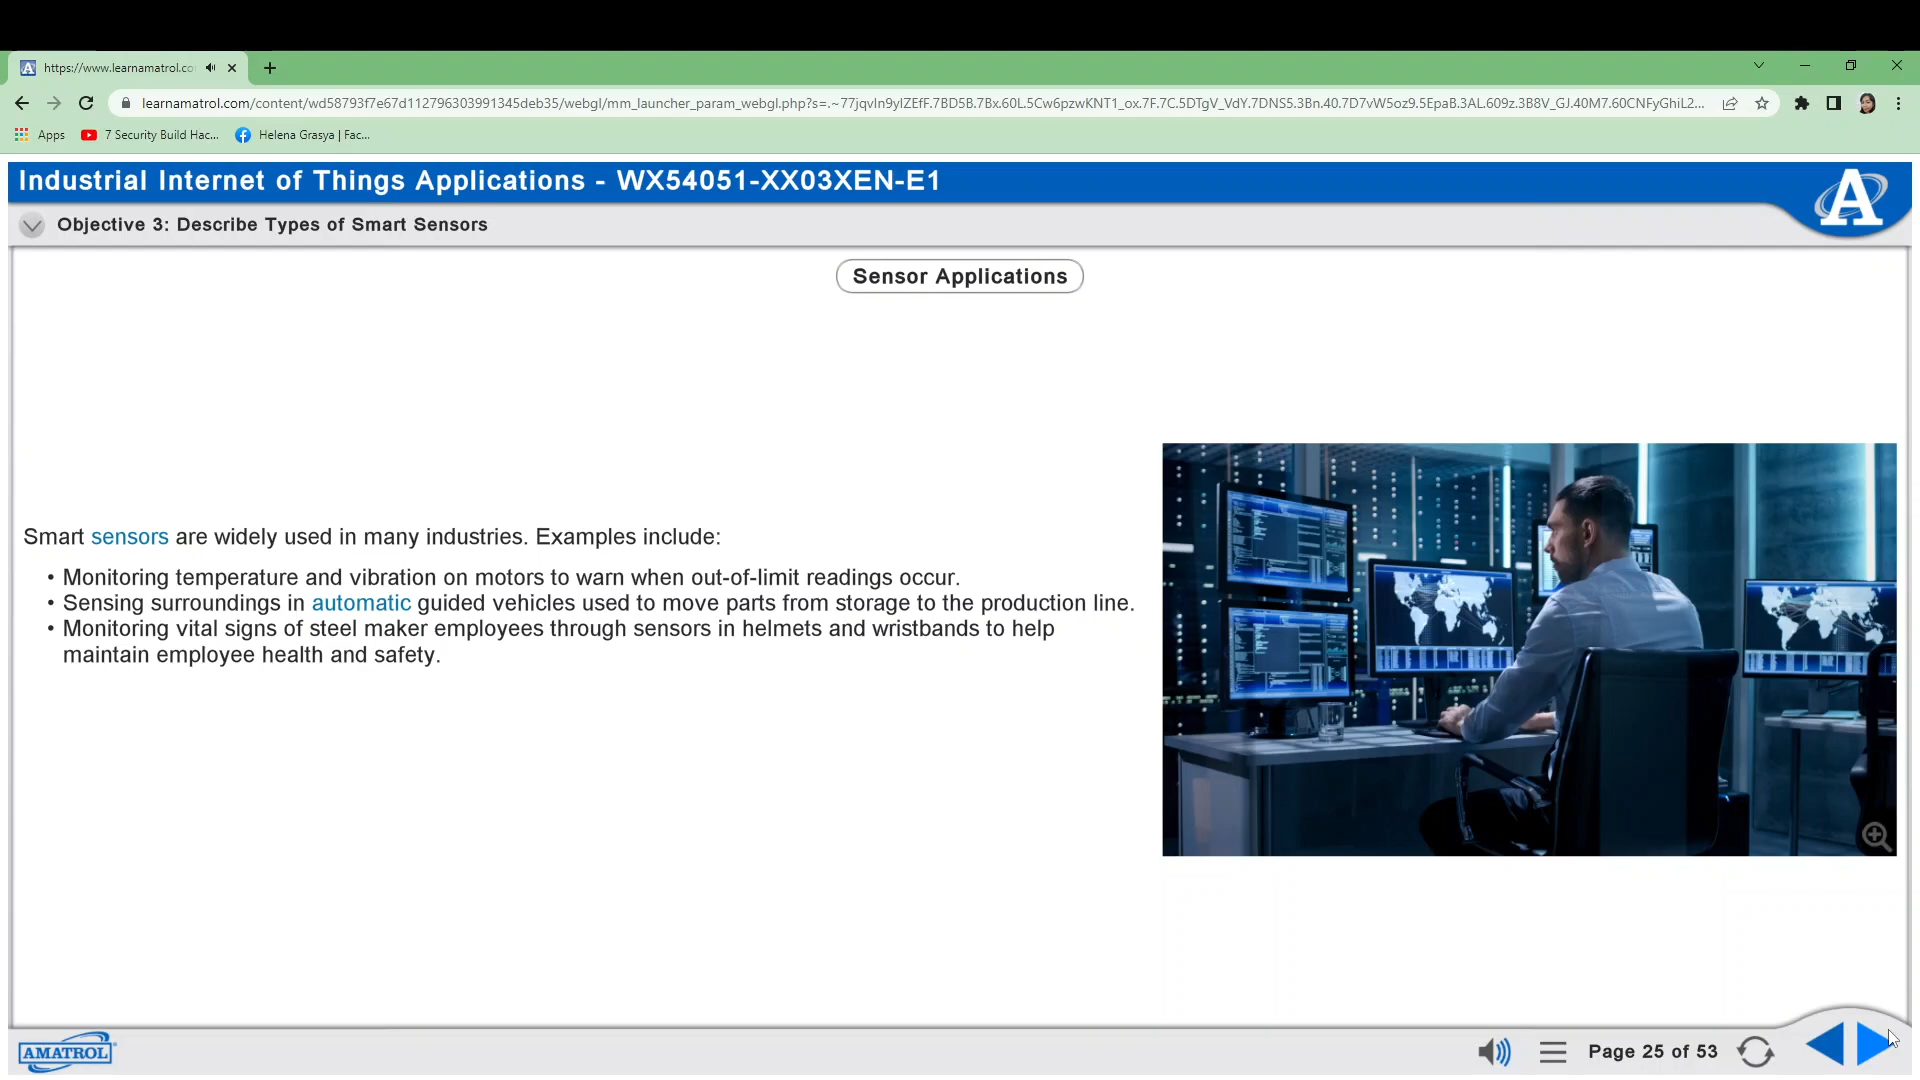 https://www.learnamatrol.co
learnamatrol.com/content/wd58793f7e67d112796303991345deb35/webgl/mm_launcher_param_webgl.php?s=.~77jqvIn9yIZEfF.7BD5B.7Bx.60L.5Cw6pzwKNT1_ox.7F.7C.5DTgV_VdY.7DNS5.3Bn.40.7D7vW5oz9.5EpaB.3AL.609z.3B8V_GJ.40M7.60CNFyGhiL2...
Apps 7 Security Build Hac... Helena Grasya | Fac...
Industrial Internet of Things Applications - WX54051-XX03XEN-E1
A
Objective 3: Describe Types of Smart Sensors
Sensor Applications
Smart sensors are widely used in many industries. Examples include:
• Monitoring temperature and vibration on motors to warn when out-of-limit readings occur.
• Sensing surroundings in automatic guided vehicles used to move parts from storage to the production line.
• Monitoring vital signs of steel maker employees through sensors in helmets and wristbands to help
maintain employee health and safety.
AMATROL
Page 25 of 53